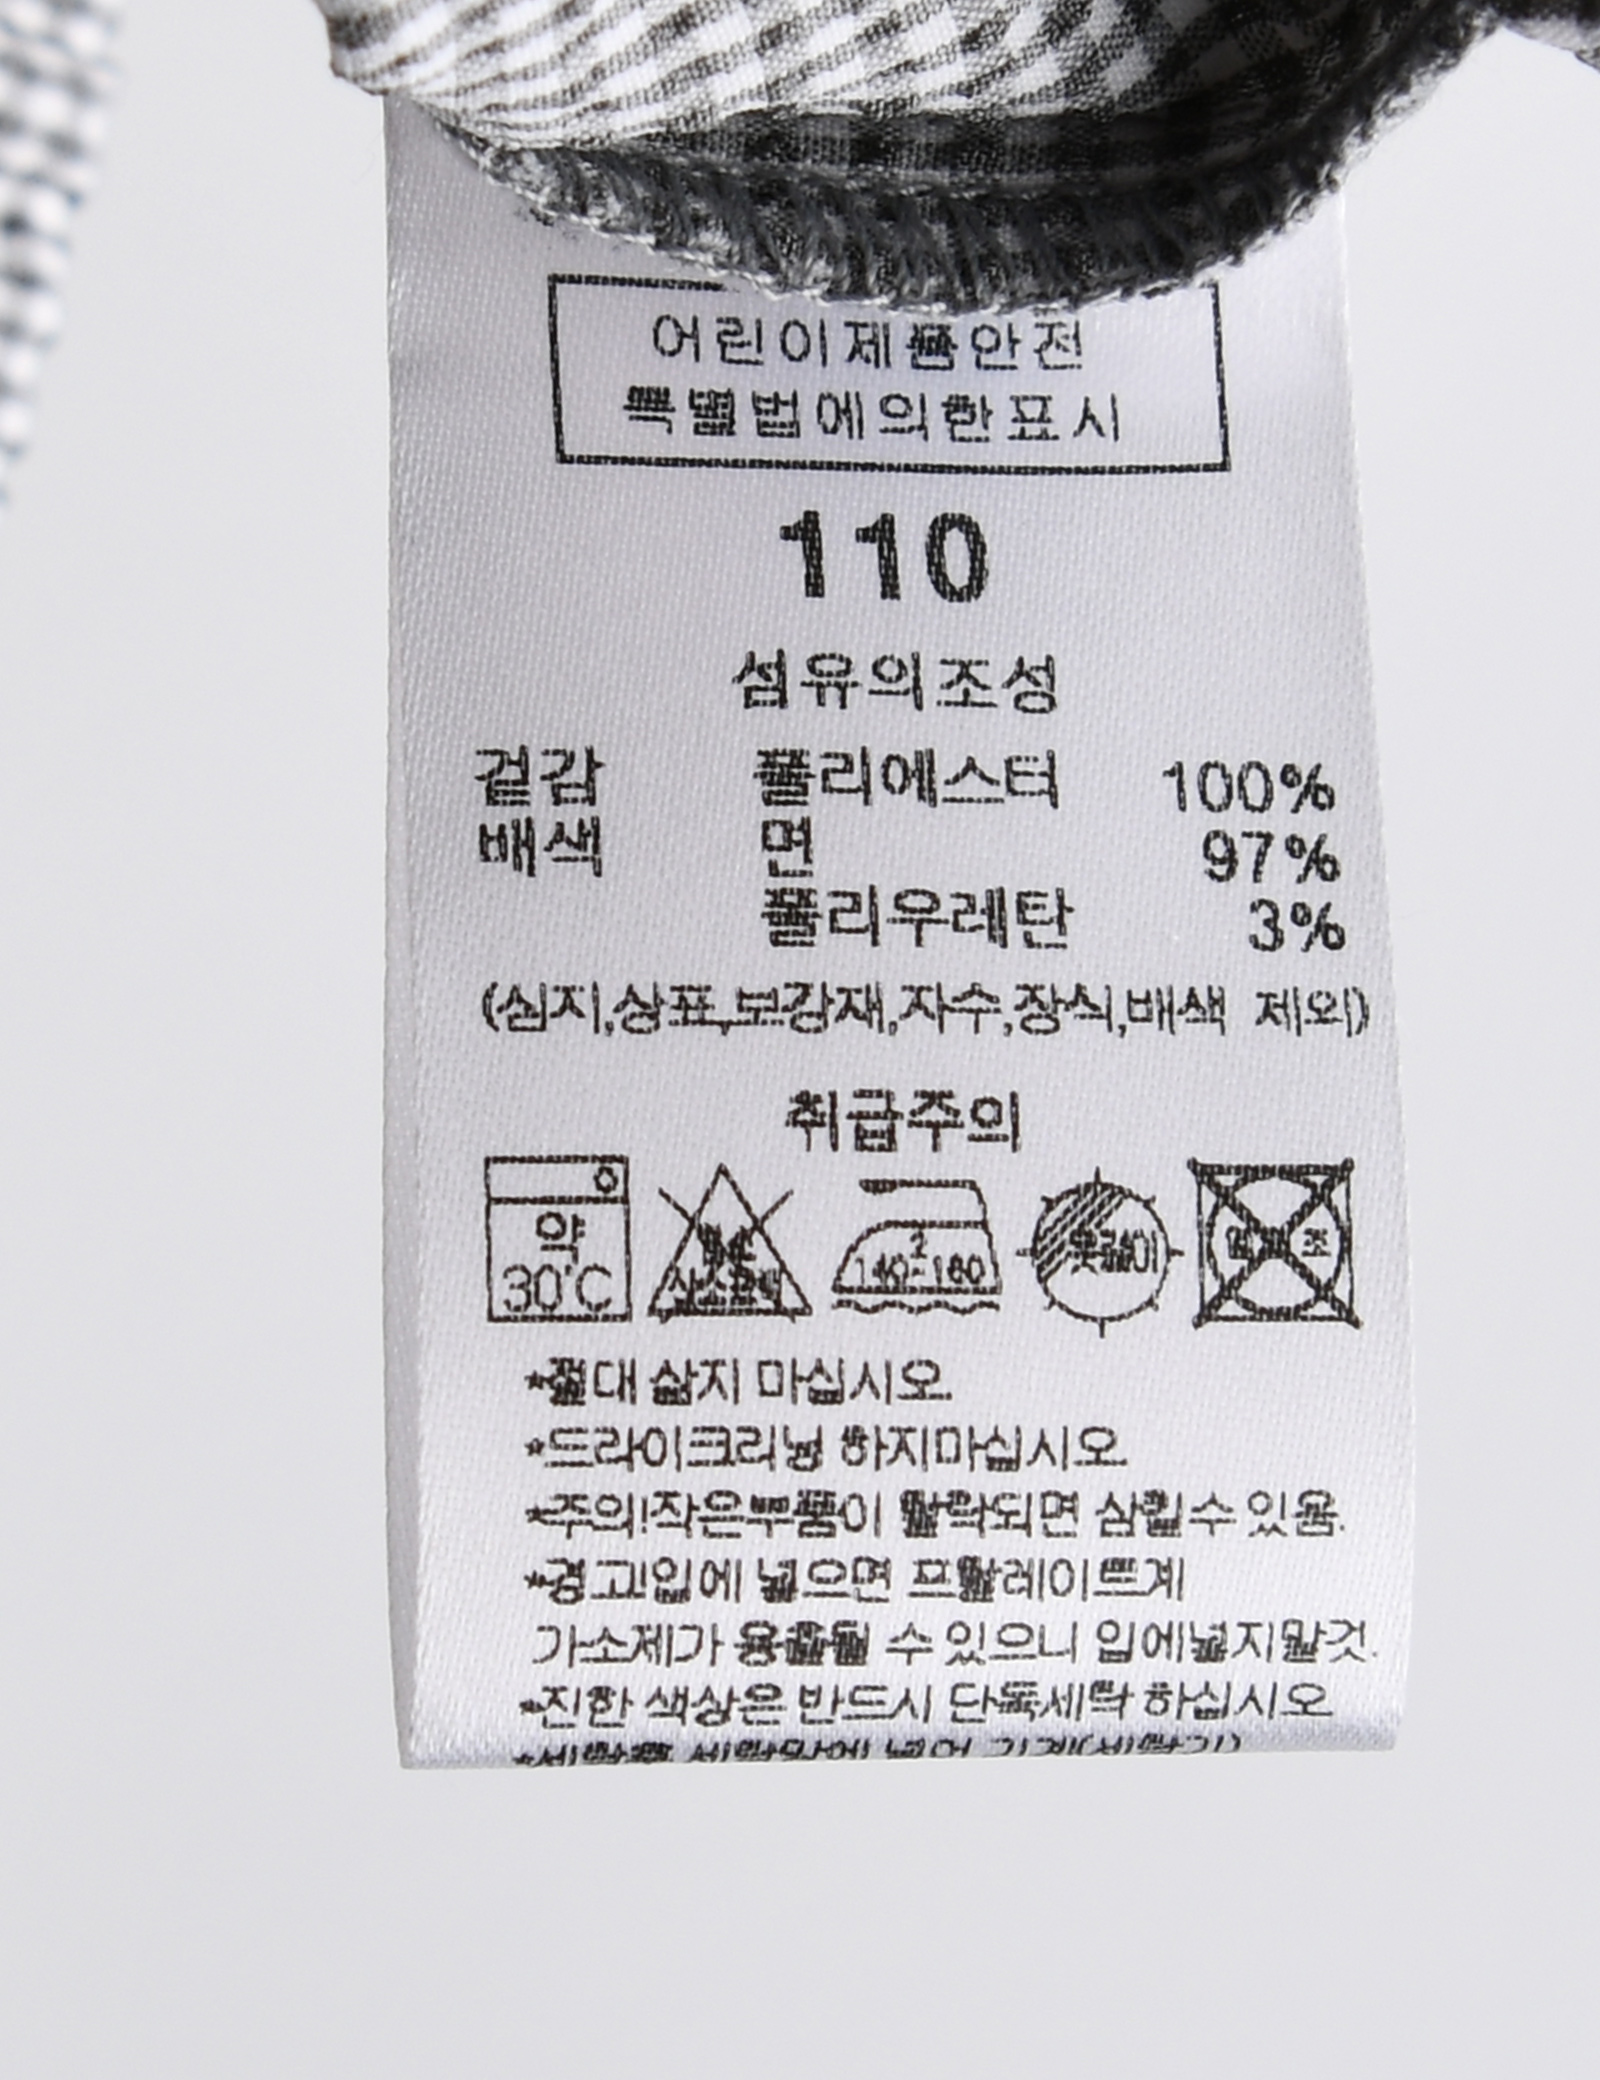 어린이제품안전
특별법에의한표시
110
섬유의조성
겉감 폴리에스터 100%
배색 면 97%
폴리우레탄 3%
(심지,상표,보강재,자수,장식,배색 제외)
취급주의
약 30℃
염소 산소표백
2 140-160
옷걸이
*절대 삶지 마십시오.
*드라이크리닝 하지마십시오.
*주의!작은부품이 탈락되면 삼킬수있음.
*경고!입에 넣으면 프탈레이트계
가소제가 용출될 수 있으니 입에넣지말것.
*진한 색상은 반드시 단독세탁 하십시오